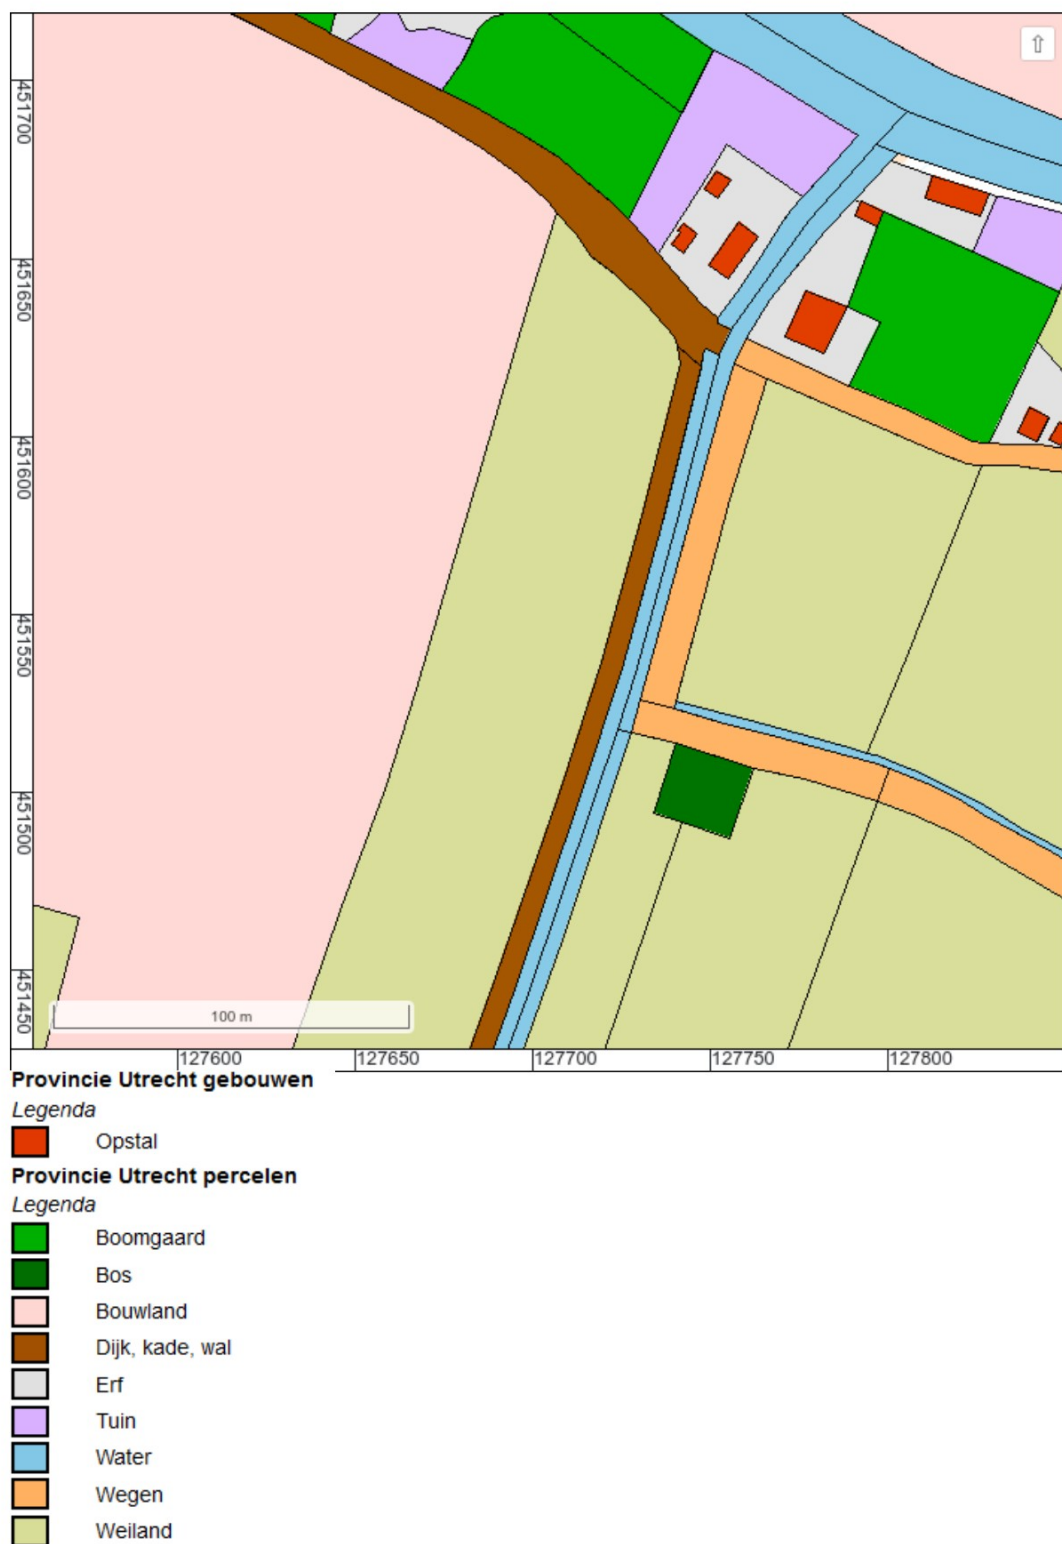 ⇧
451700
451650
451600
451550
451500
451450
100 m
127600
127650
127700
127750
127800
Provincie Utrecht gebouwen
Legenda
Opstal
Provincie Utrecht percelen
Legenda
Boomgaard
Bos
Bouwland
Dijk, kade, wal
Erf
Tuin
Water
Wegen
Weiland